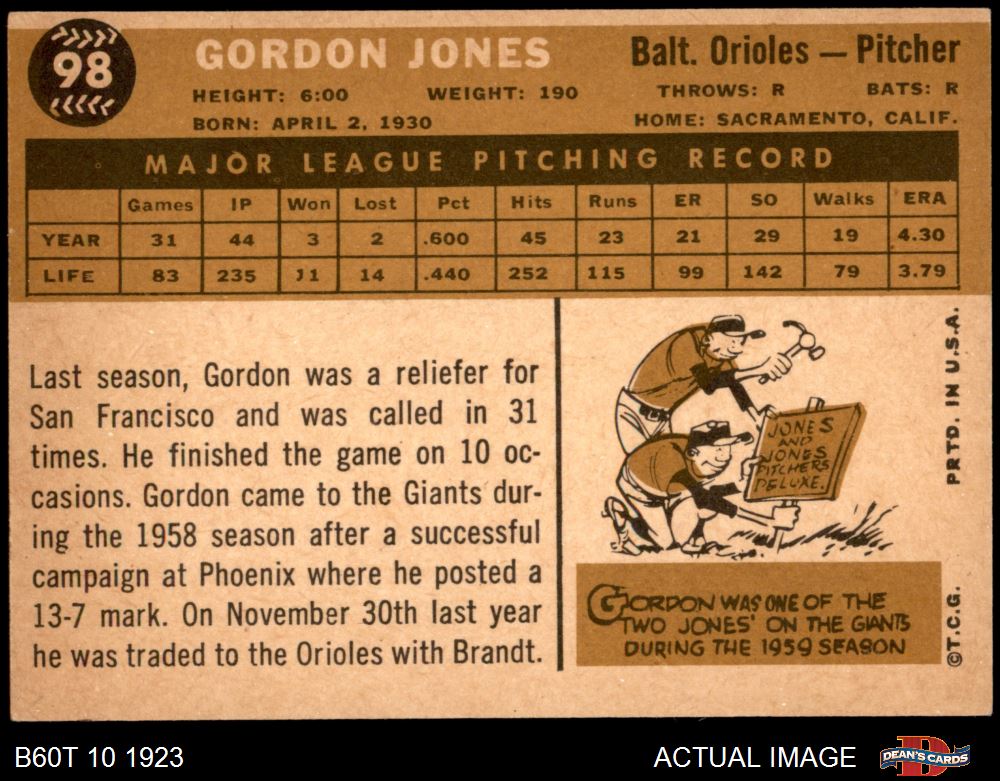 98
GORDON JONES
Balt. Orioles — Pitcher
HEIGHT: 6:00 WEIGHT: 190 THROWS: R BATS: R
BORN: APRIL 2, 1930 HOME: SACRAMENTO, CALIF.
MAJOR LEAGUE PITCHING RECORD
Games IP Won Lost Pct Hits Runs ER SO Walks ERA
YEAR 31 44 3 2 .600 45 23 21 29 19 4.30
LIFE 83 235 11 14 .440 252 115 99 142 79 3.79
Last season, Gordon was a reliefer for
San Francisco and was called in 31
times. He finished the game on 10 oc-
casions. Gordon came to the Giants dur-
ing the 1958 season after a successful
campaign at Phoenix where he posted a
13-7 mark. On November 30th last year
he was traded to the Orioles with Brandt.
JONES
AND
JONES
PITCHERS
DELUXE.
GORDON WAS ONE OF THE
TWO JONES' ON THE GIANTS
DURING THE 1959 SEASON
©T.C.G. PRTD. IN U.S.A.
B60T 10 1923
ACTUAL IMAGE
D
DEAN'S CARDS